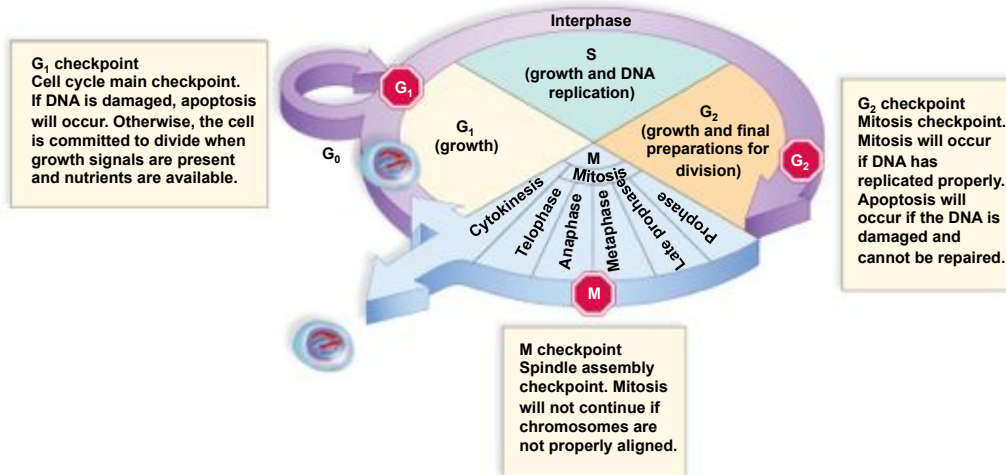 Interphase
G₁ checkpoint
Cell cycle main checkpoint.
If DNA is damaged, apoptosis
will occur. Otherwise, the cell
is committed to divide when
growth signals are present
and nutrients are available.
G₀
G₁
S
(growth and DNA
replication)
G₁
(growth)
G₂
(growth and final
preparations for
division)
G₂
M
Mitosis
Cytokinesis
Telophase
Anaphase
Metaphase
Late prophase
Prophase
M
G₂ checkpoint
Mitosis checkpoint.
Mitosis will occur
if DNA has
replicated properly.
Apoptosis will
occur if the DNA is
damaged and
cannot be repaired.
M checkpoint
Spindle assembly
checkpoint. Mitosis
will not continue if
chromosomes are
not properly aligned.